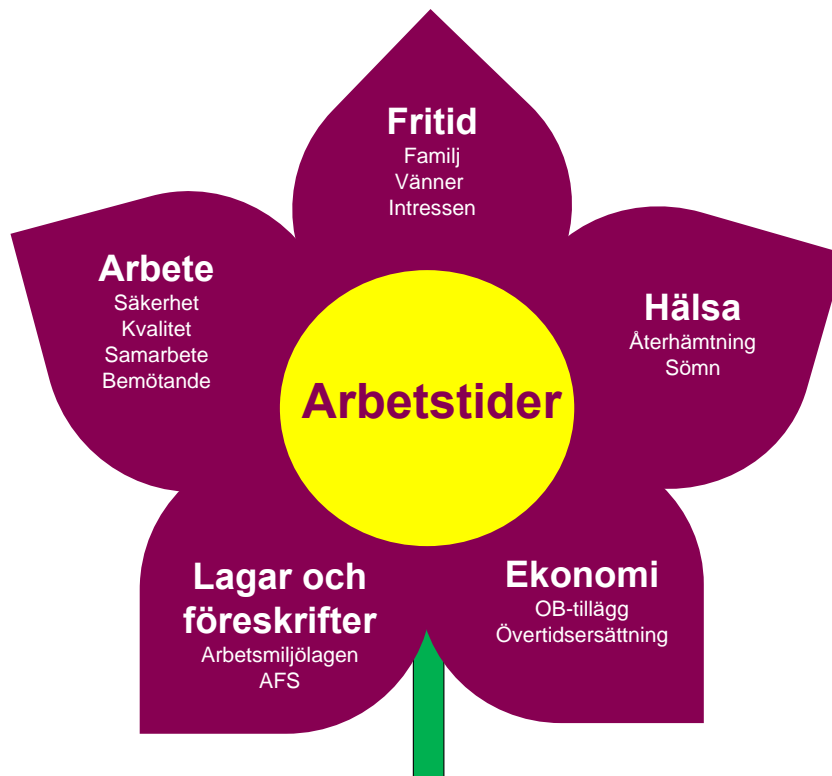 Fritid
Familj
Vänner
Intressen
Arbete
Säkerhet
Kvalitet
Samarbete
Bemötande
Hälsa
Återhämtning
Sömn
Arbetstider
Lagar och
föreskrifter
Arbetsmiljölagen
AFS
Ekonomi
OB-tillägg
Övertidsersättning